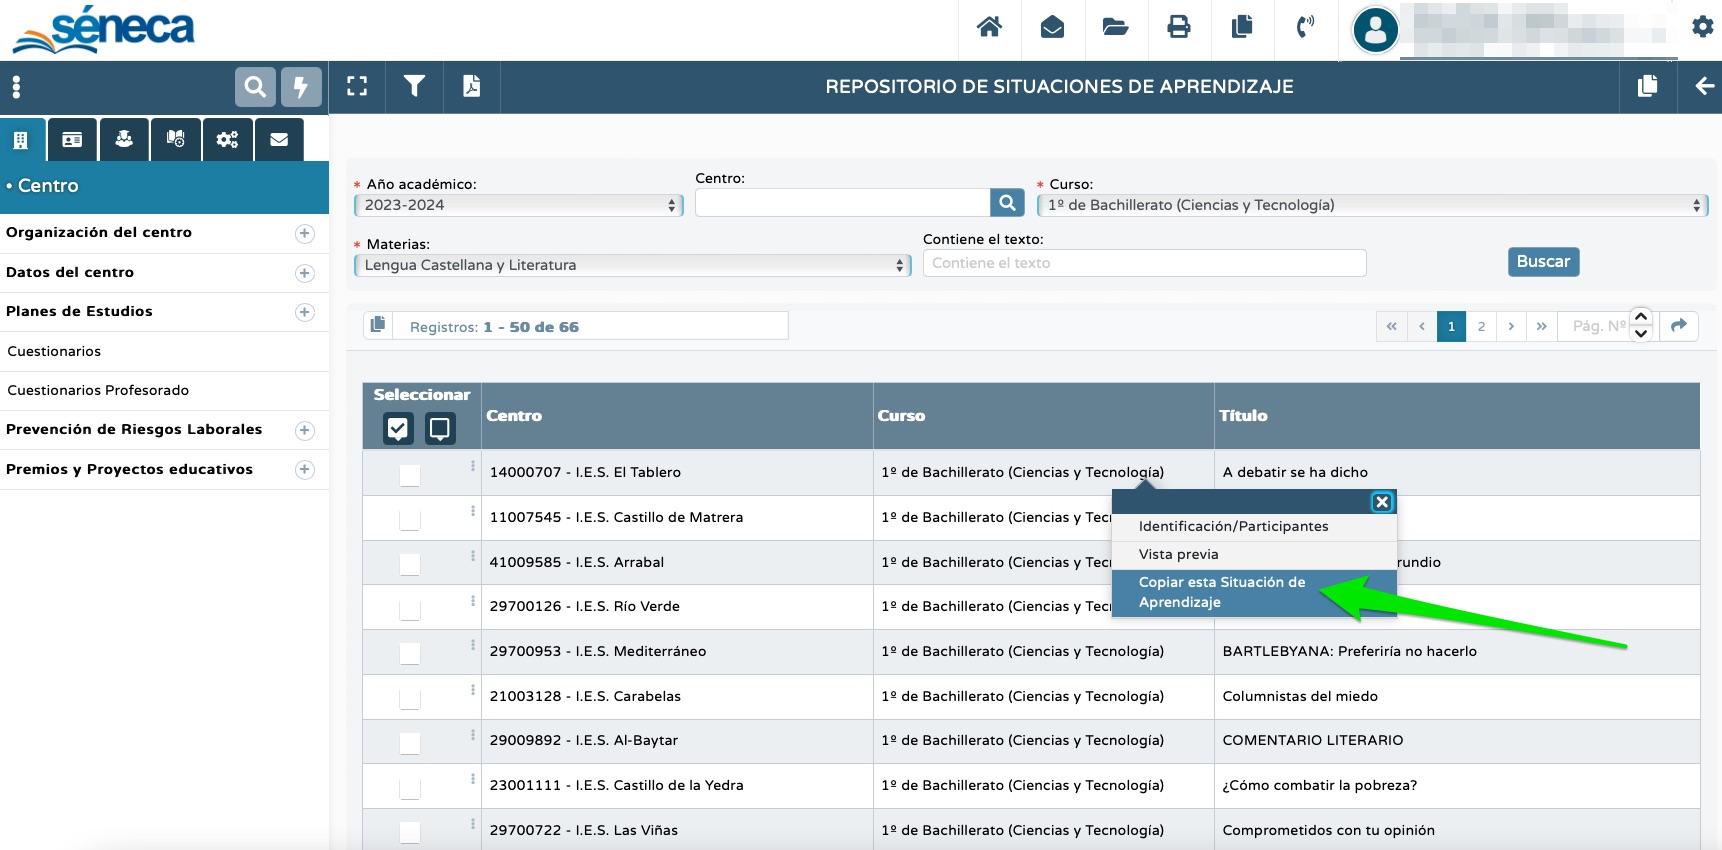 séneca
REPOSITORIO DE SITUACIONES DE APRENDIZAJE
• Centro
Organización del centro
Datos del centro
Planes de Estudios
Cuestionarios
Cuestionarios Profesorado
Prevención de Riesgos Laborales
Premios y Proyectos educativos
* Año académico:
2023-2024
Centro:
* Curso:
1º de Bachillerato (Ciencias y Tecnología)
* Materias:
Lengua Castellana y Literatura
Contiene el texto:
Contiene el texto
Buscar
Registros: 1 - 50 de 66
« ‹ 1 2 › » Pág. Nº
Seleccionar Centro Curso Título
14000707 - I.E.S. El Tablero 1º de Bachillerato (Ciencias y Tecnología) A debatir se ha dicho
11007545 - I.E.S. Castillo de Matrera 1º de Bachillerato (Ciencias y Tec
41009585 - I.E.S. Arrabal 1º de Bachillerato (Ciencias y Tec rundio
29700126 - I.E.S. Río Verde 1º de Bachillerato (Ciencias y Tec
29700953 - I.E.S. Mediterráneo 1º de Bachillerato (Ciencias y Tecnología) BARTLEBYANA: Preferiría no hacerlo
21003128 - I.E.S. Carabelas 1º de Bachillerato (Ciencias y Tecnología) Columnistas del miedo
29009892 - I.E.S. Al-Baytar 1º de Bachillerato (Ciencias y Tecnología) COMENTARIO LITERARIO
23001111 - I.E.S. Castillo de la Yedra 1º de Bachillerato (Ciencias y Tecnología) ¿Cómo combatir la pobreza?
29700722 - I.E.S. Las Viñas 1º de Bachillerato (Ciencias y Tecnología) Comprometidos con tu opinión
Identificación/Participantes
Vista previa
Copiar esta Situación de
Aprendizaje